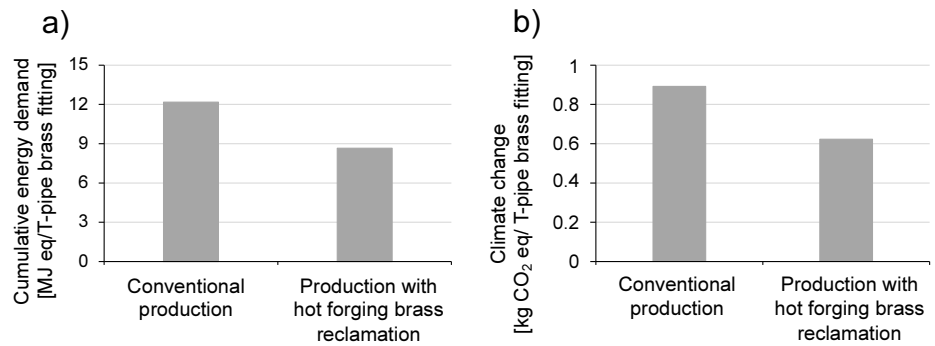 a)
Cumulative energy demand
[MJ eq/T-pipe brass fitting]
15
12
9
6
3
0
Conventional
production
Production with
hot forging brass
reclamation
b)
Climate change
[kg CO₂ eq/ T-pipe brass fitting]
1
0.8
0.6
0.4
0.2
0
Conventional
production
Production with
hot forging brass
reclamation